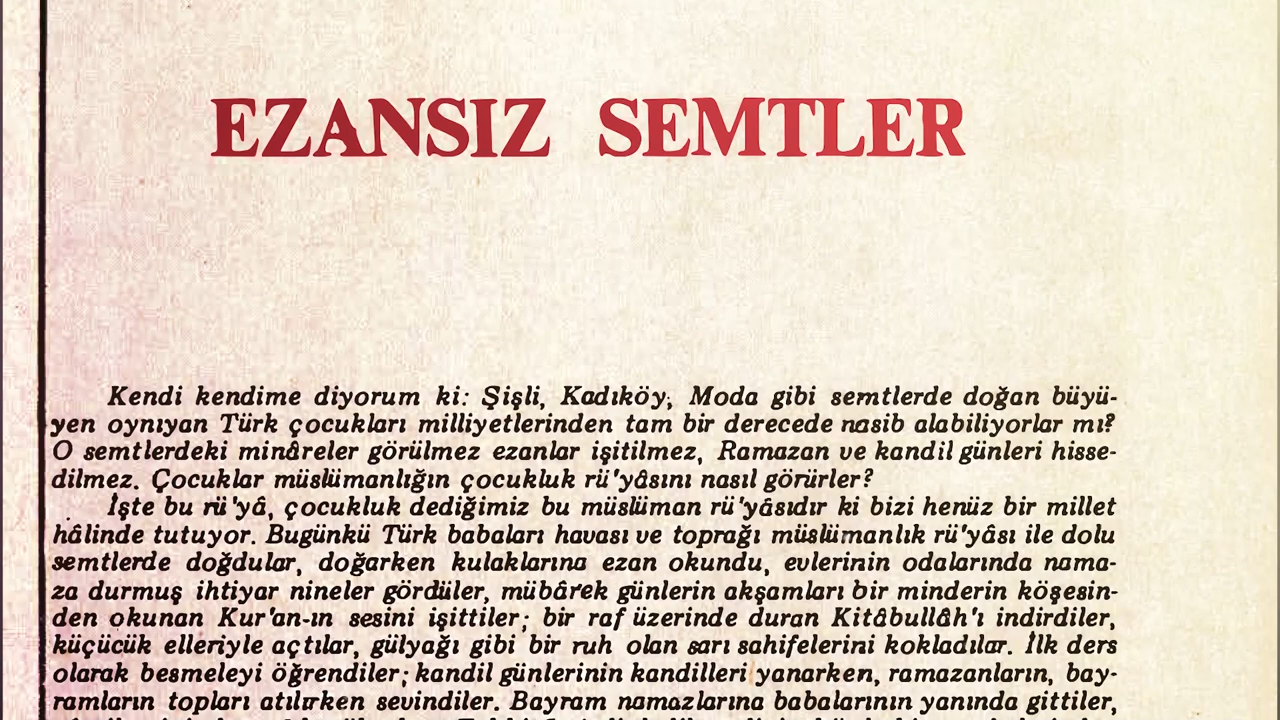 EZANSIZ SEMTLER
Kendi kendime diyorum ki: Şişli, Kadıköy, Moda gibi semtlerde doğan büyü-
yen oynıyan Türk çocukları milliyetlerinden tam bir derecede nasib alabiliyorlar mı?
O semtlerdeki minâreler görülmez ezanlar işitilmez, Ramazan ve kandil günleri hisse-
dilmez. Çocuklar müslümanlığın çocukluk rü'yâsını nasıl görürler?
İşte bu rü'yâ, çocukluk dediğimiz bu müslüman rü'yâsıdır ki bizi henüz bir millet
hâlinde tutuyor. Bugünkü Türk babaları havası ve toprağı müslümanlık rü'yâsı ile dolu
semtlerde doğdular, doğarken kulaklarına ezan okundu, evlerinin odalarında nama-
za durmuş ihtiyar nineler gördüler, mübârek günlerin akşamları bir minderin köşesin-
den okunan Kur'an-ın sesini işittiler; bir raf üzerinde duran Kitâbullâh'ı indirdiler,
küçücük elleriyle açtılar, gülyağı gibi bir ruh olan sarı sahifelerini kokladılar. İlk ders
olarak besmeleyi öğrendiler; kandil günlerinin kandilleri yanarken, ramazanların, bay-
ramların topları atılırken sevindiler. Bayram namazlarına babalarının yanında gittiler,